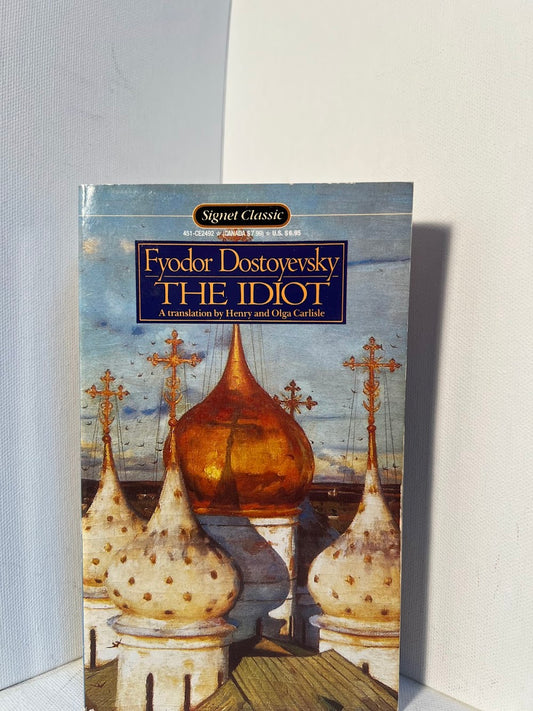 Signet Classic
451-CE2492 ★ (CANADA $7.99) ★ U.S. $6.95
Fyodor Dostoyevsky
THE IDIOT
A translation by Henry and Olga Carlisle